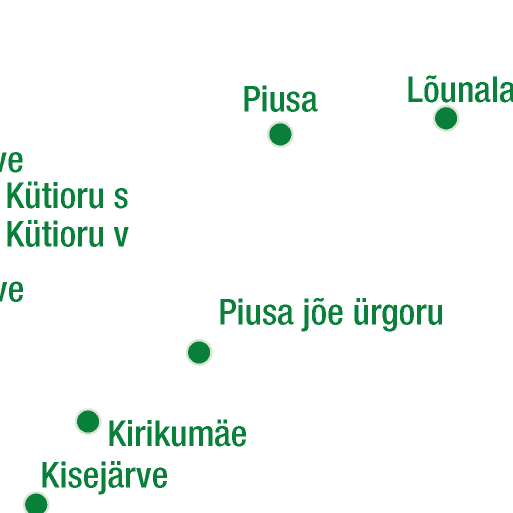 Piusa
Lõunala
ve
Kütioru s
Kütioru v
ve
Piusa jõe ürgoru
Kirikumäe
Kisejärve